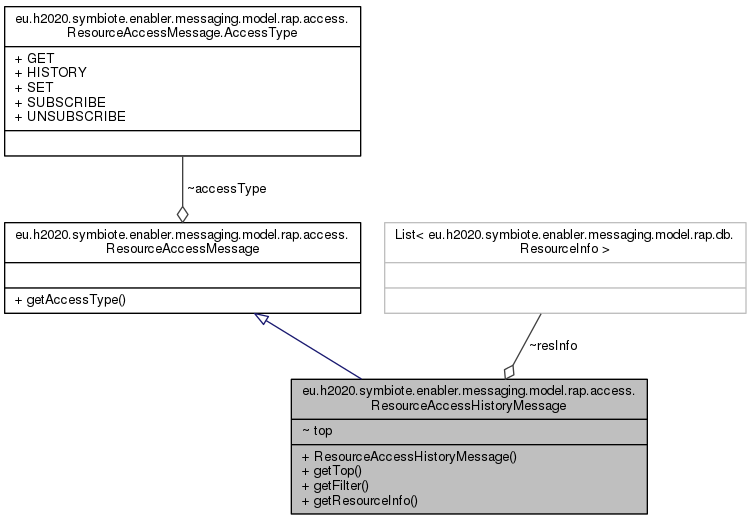 eu.h2020.symbiote.enabler.messaging.model.rap.access.
ResourceAccessMessage.AccessType
+ GET
+ HISTORY
+ SET
+ SUBSCRIBE
+ UNSUBSCRIBE
~accessType
eu.h2020.symbiote.enabler.messaging.model.rap.access.
ResourceAccessMessage
+ getAccessType()
List< eu.h2020.symbiote.enabler.messaging.model.rap.db.
ResourceInfo >
~resInfo
eu.h2020.symbiote.enabler.messaging.model.rap.access.
ResourceAccessHistoryMessage
~ top
+ ResourceAccessHistoryMessage()
+ getTop()
+ getFilter()
+ getResourceInfo()